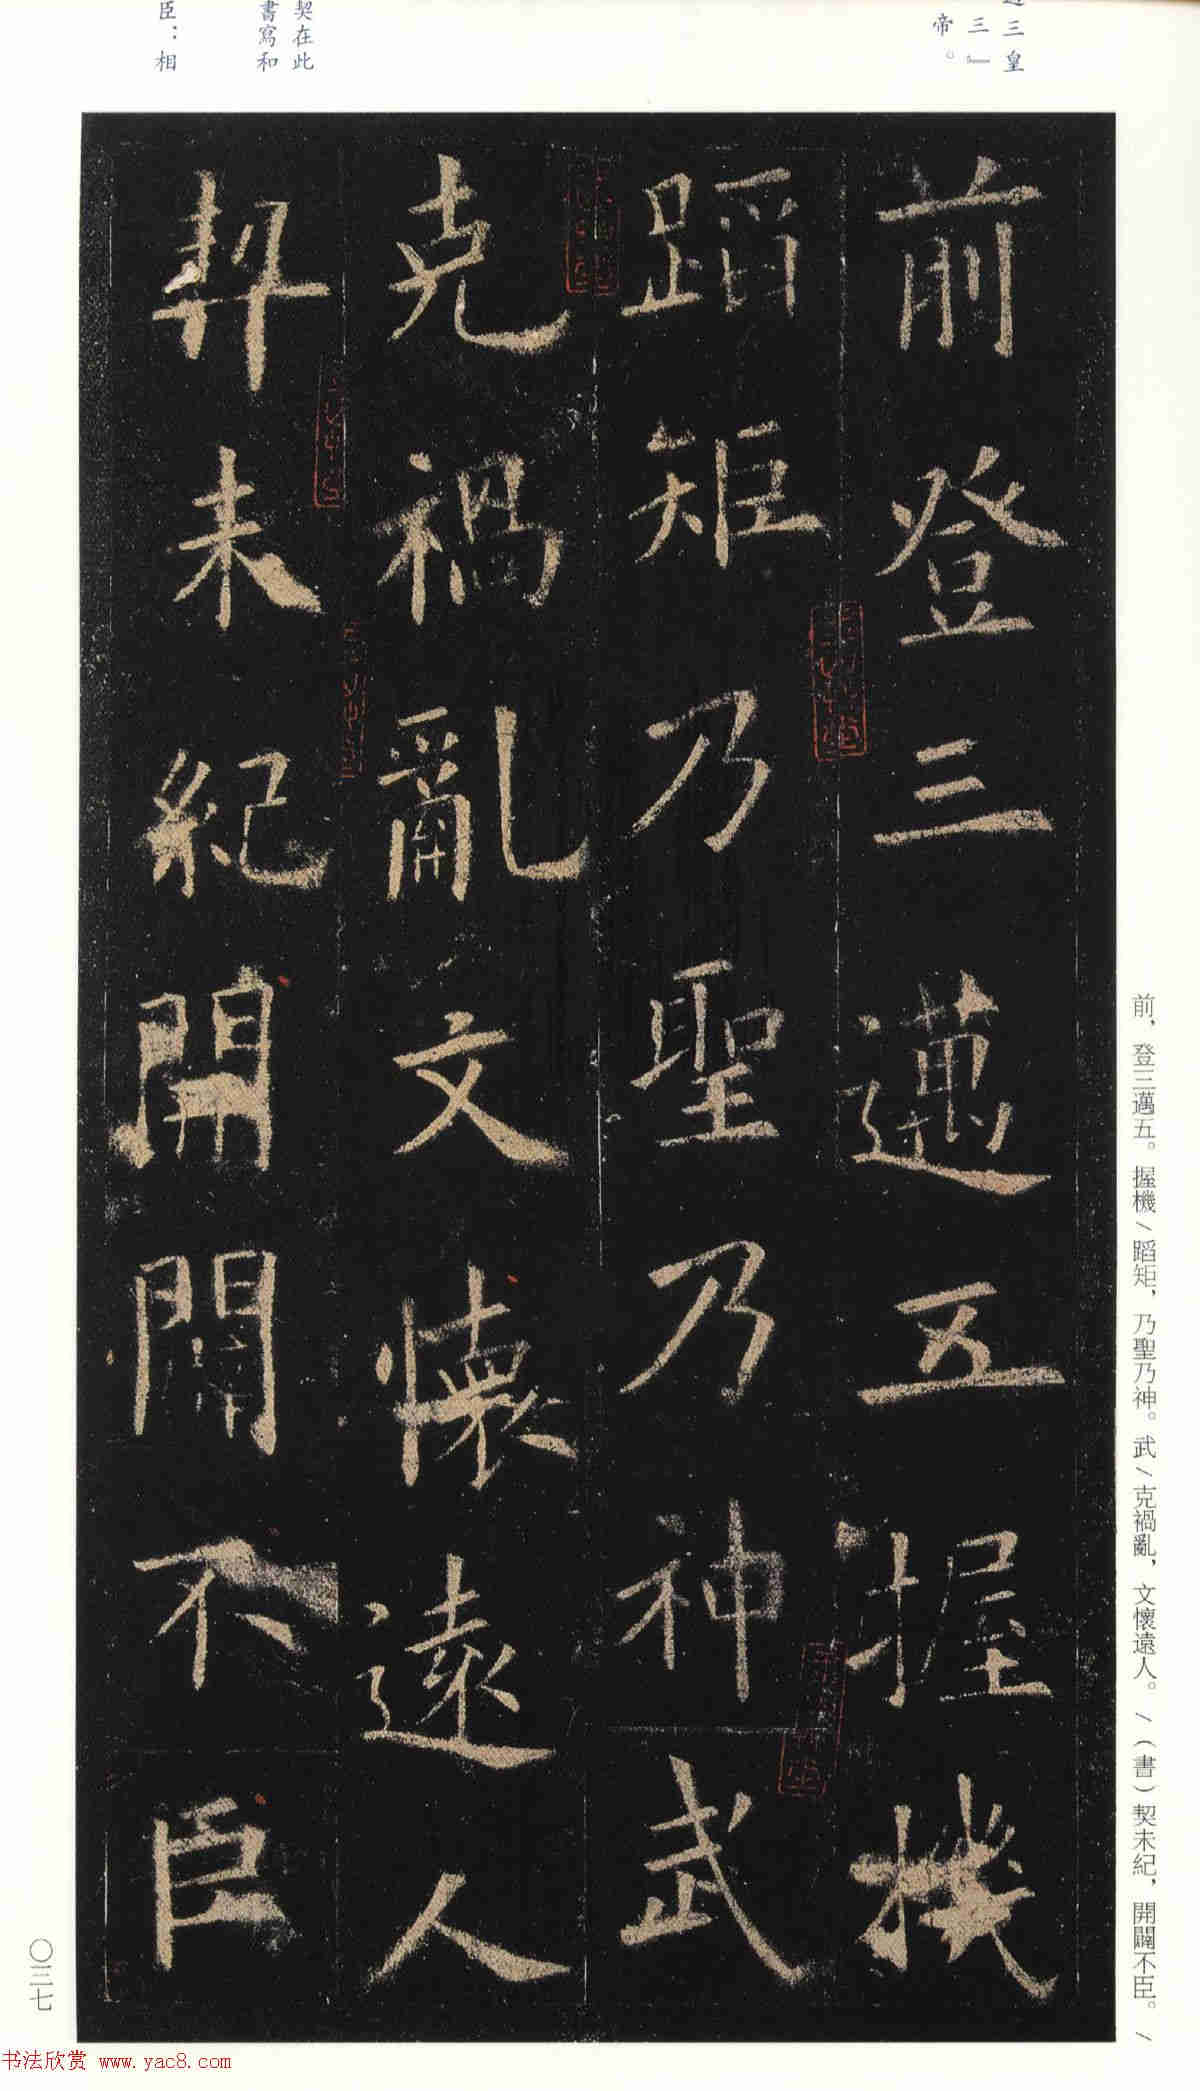 過三皇
三』
帝。
契在此
書寫和
臣：相
前登三邁五握機
蹈矩乃聖乃神武
克禍亂文懷遠人
契未紀開闢不臣
前，登三邁五。握機/蹈矩，乃聖乃神。武/克禍亂，文懷遠人。/（書）契未紀，開闢不臣。/
〇三七
书法欣赏 www.yac8.com